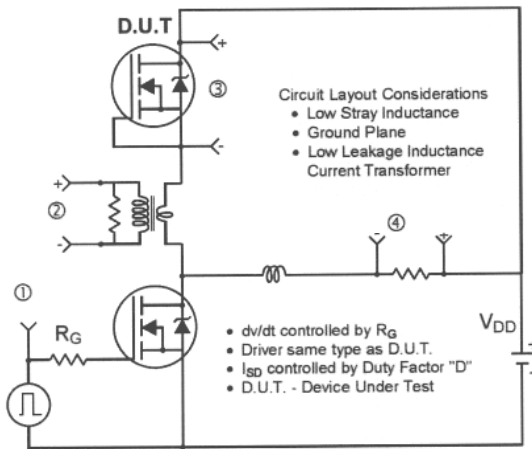 D.U.T
+
③
-
Circuit Layout Considerations
• Low Stray Inductance
• Ground Plane
• Low Leakage Inductance
Current Transformer
+
②
-
④
- +
①
RG
VDD
• dv/dt controlled by RG
• Driver same type as D.U.T.
• ISD controlled by Duty Factor "D"
• D.U.T. - Device Under Test